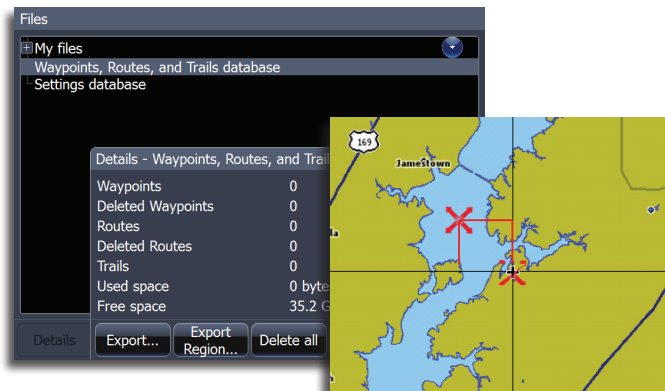 Files
My files
Waypoints, Routes, and Trails database
Settings database
Details - Waypoints, Routes, and Trail
Waypoints 0
Deleted Waypoints 0
Routes 0
Deleted Routes 0
Trails 0
Used space 0 byte
Free space 35.2 G
Details
Export...
Export
Region...
Delete all
169
Jamestown
la